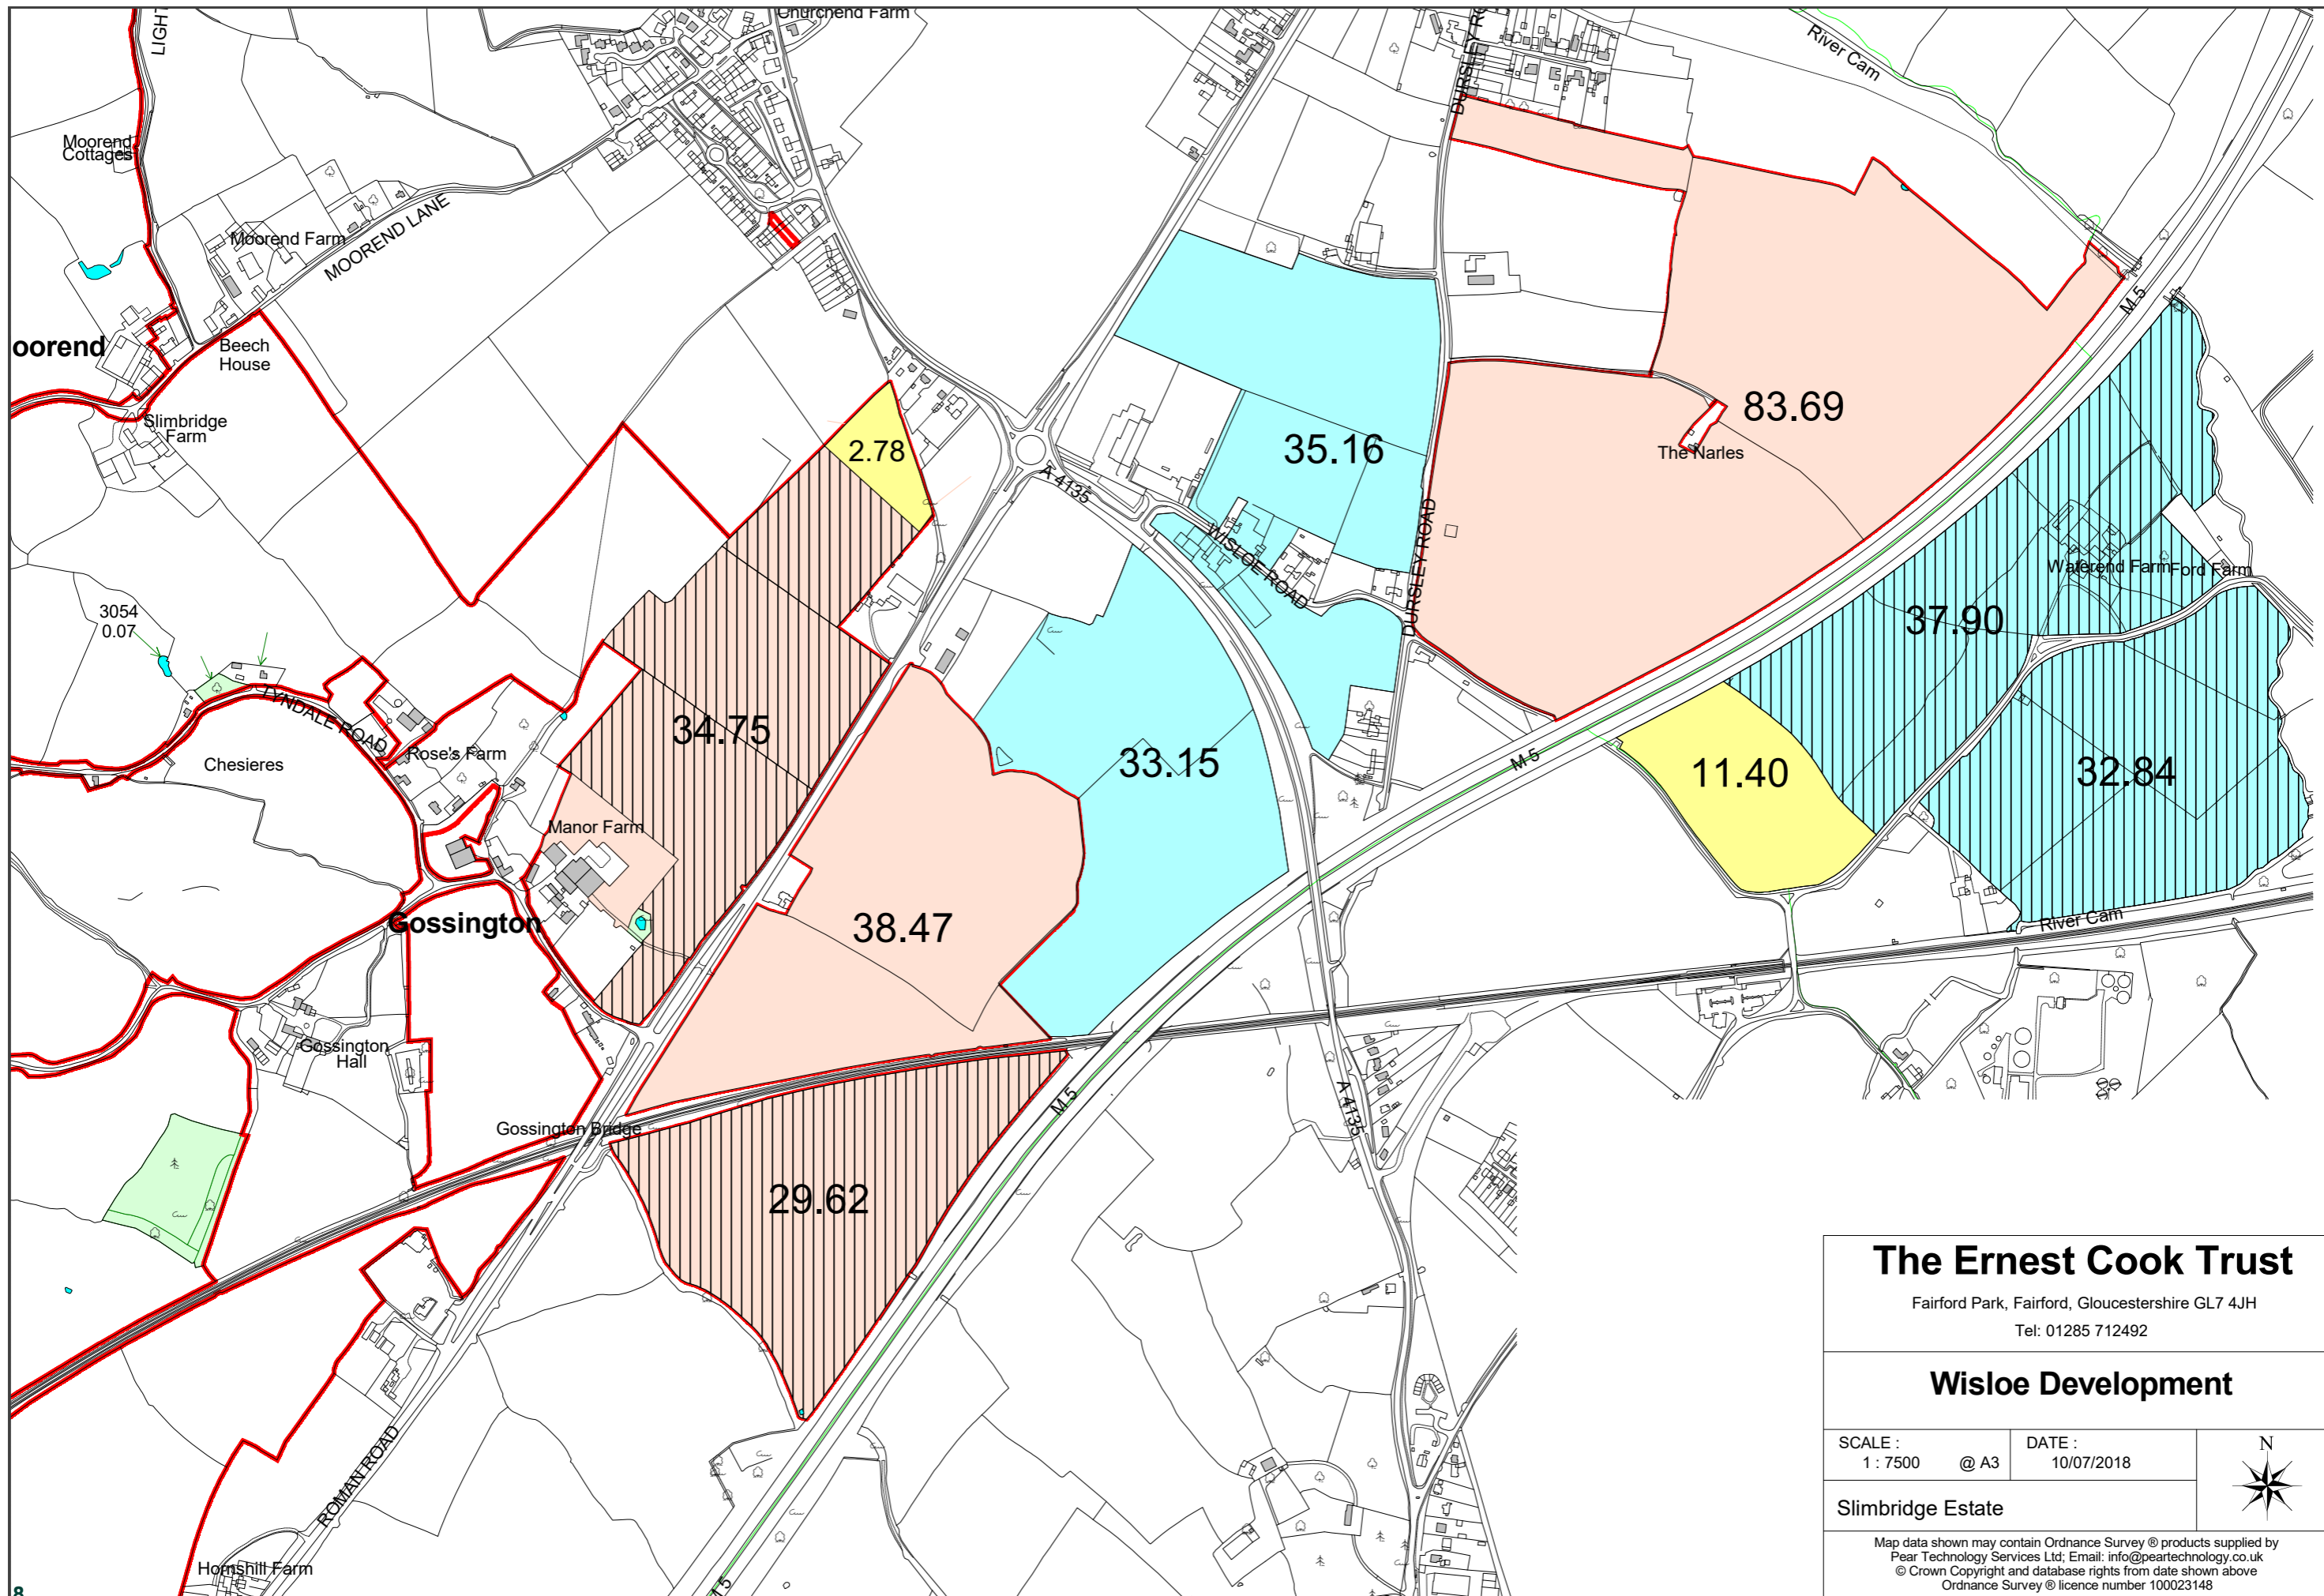 Churchend Farm
LIGHT
DURSLEY RO
River Cam
Moorend
Cottages
Moorend Farm
MOOREND LANE
M 5
oorend
Beech
House
Slimbridge
Farm
83.69
The Narles
2.78
35.16
A 4135
WISLOE ROAD
DURSLEY ROAD
Waterend Farm
Ford Farm
37.90
3054
0.07
TYNDALE ROAD
34.75
33.15
Rose's Farm
Chesieres
M 5
11.40
32.84
Manor Farm
Gossington
38.47
River Cam
Gossington
Hall
Gossington Bridge
M 5
A 4135
29.62
ROMAN ROAD
Hornshill Farm
M 5
8
The Ernest Cook Trust
Fairford Park, Fairford, Gloucestershire GL7 4JH
Tel: 01285 712492
Wisloe Development
SCALE :
1 : 7500 @ A3
DATE :
10/07/2018
N
Slimbridge Estate
Map data shown may contain Ordnance Survey ® products supplied by
Pear Technology Services Ltd; Email: info@peartechnology.co.uk
© Crown Copyright and database rights from date shown above
Ordnance Survey ® licence number 100023148